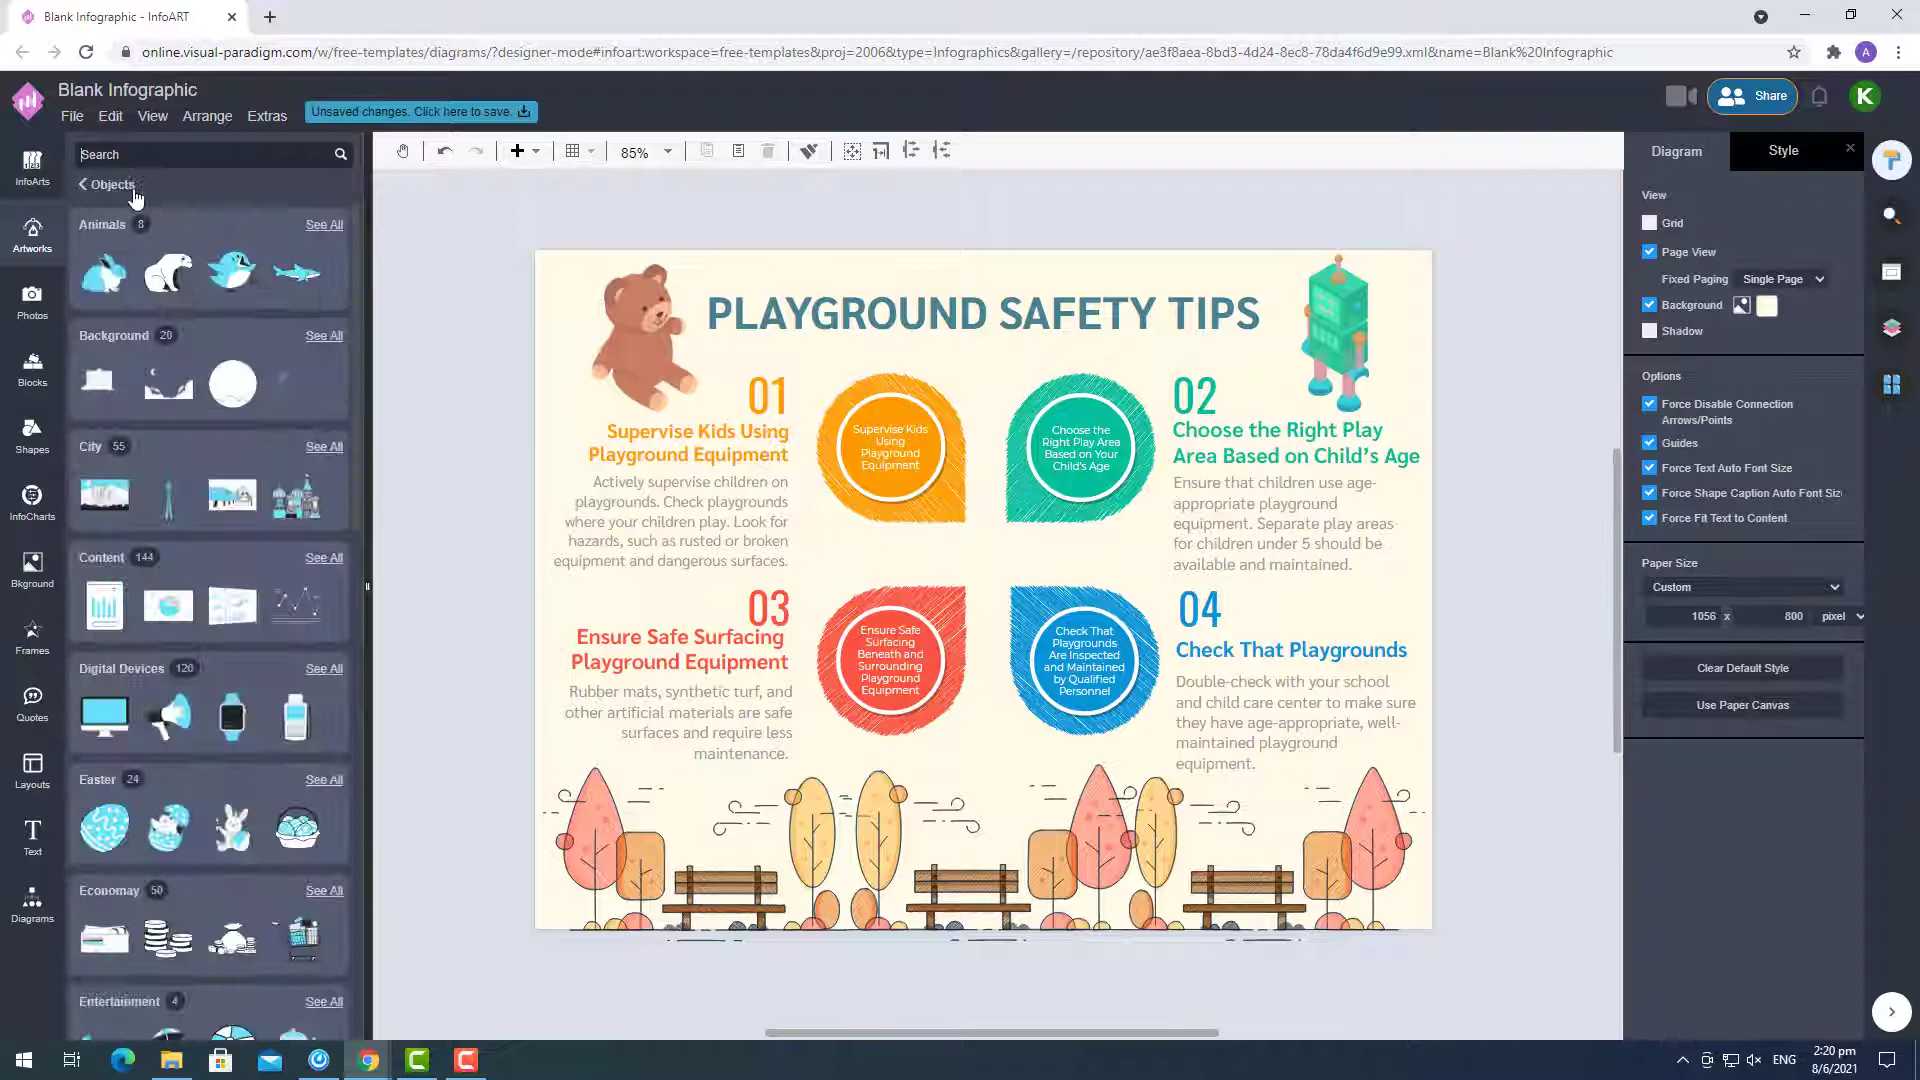 Blank Infographic - InfoART
online.visual-paradigm.com/w/free-templates/diagrams/?designer-mode#infoart:workspace=free-templates&proj=2006&type=Infographics&gallery=/repository/ae3f8aea-8bd3-4d24-8ec8-78da4f6d9e99.xml&name=Blank%20Infographic
A
Blank Infographic
File Edit View Arrange Extras
Unsaved changes. Click here to save.
Share
K
InfoArts
Artworks
Photos
Blocks
Shapes
InfoCharts
Bkground
Frames
Quotes
Layouts
Text
Diagrams
Search
Objects
Animals 8 See All
Background 20 See All
City 55 See All
Content 144 See All
Digital Devices 120 See All
Easter 24 See All
Economay 50 See All
Entertainment 4 See All
85%
PLAYGROUND SAFETY TIPS
01
Supervise Kids Using
Playground Equipment
Actively supervise children on
playgrounds. Check playgrounds
where your children play. Look for
hazards, such as rusted or broken
equipment and dangerous surfaces.
Supervise Kids
Using
Playground
Equipment
Choose the
Right Play Area
Based on Your
Child's Age
02
Choose the Right Play
Area Based on Child's Age
Ensure that children use age-
appropriate playground
equipment. Separate play areas
for children under 5 should be
available and maintained.
03
Ensure Safe Surfacing
Playground Equipment
Rubber mats, synthetic turf, and
other artificial materials are safe
surfaces and require less
maintenance.
Ensure Safe
Surfacing
Beneath and
Surrounding
Playground
Equipment
Check That
Playgrounds
Are Inspected
and Maintained
by Qualified
Personnel
04
Check That Playgrounds
Double-check with your school
and child care center to make sure
they have age-appropriate, well-
maintained playground
equipment.
Diagram Style
View
Grid
Page View
Fixed Paging Single Page
Background
Shadow
Options
Force Disable Connection
Arrows/Points
Guides
Force Text Auto Font Size
Force Shape Caption Auto Font Siz
Force Fit Text to Content
Paper Size
Custom
1056 x 800 pixel
Clear Default Style
Use Paper Canvas
ENG
2:20 pm
8/6/2021